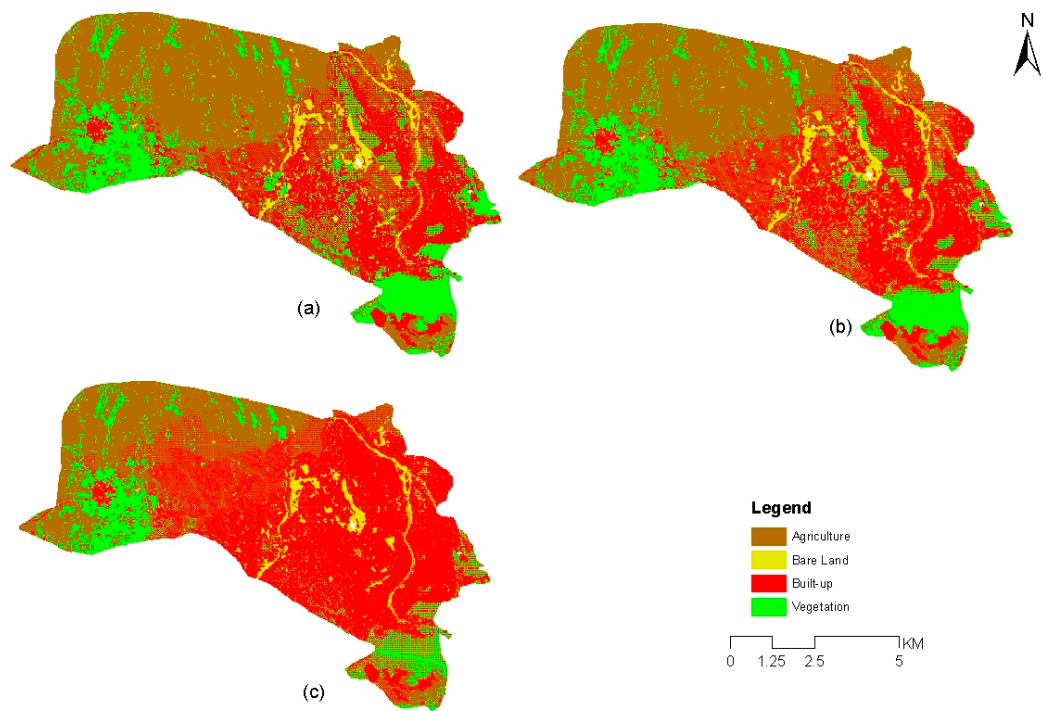 N
(a)
(b)
(c)
Legend
Agriculture
Bare Land
Built-up
Vegetation
KM
0 1.25 2.5 5